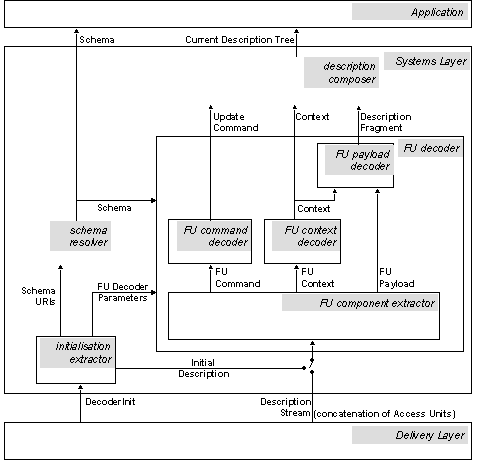 Application
Schema
Current Description Tree
Systems Layer
description
composer
Update
Command
Context
Description
Fragment
FU decoder
FU payload
decoder
Schema
Context
schema
resolver
FU command
decoder
FU context
decoder
Schema
URIs
FU Decoder
Parameters
FU
Command
FU
Context
FU
Payload
FU component extractor
initialisation
extractor
Initial
Description
DecoderInit
Description
Stream
(concatenation of Access Units)
Delivery Layer